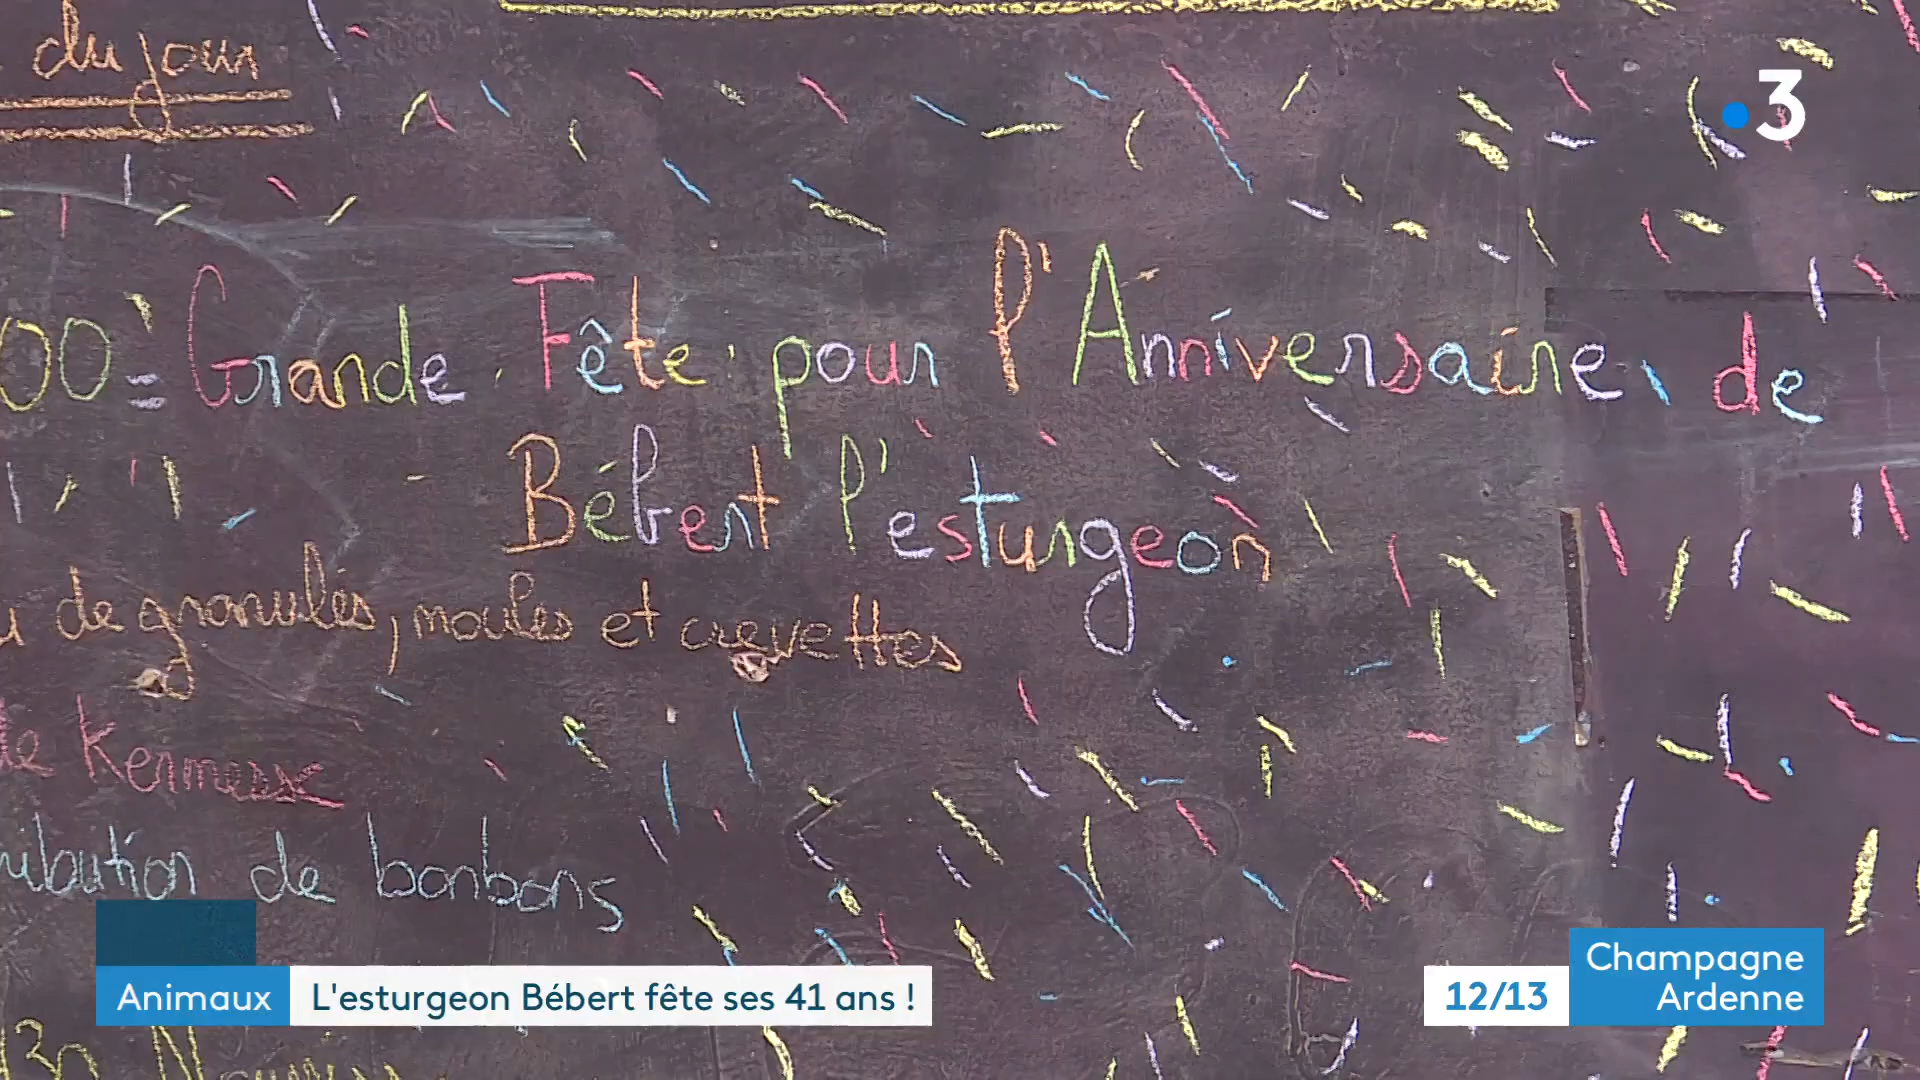 du jour
3
00 : Grande Fête pour l'Anniversaire de
Bébert l'esturgeon
de granulés, moules et crevettes
de Kermesse
de bonbons
Animaux
L'esturgeon Bébert fête ses 41 ans !
12/13
Champagne
Ardenne